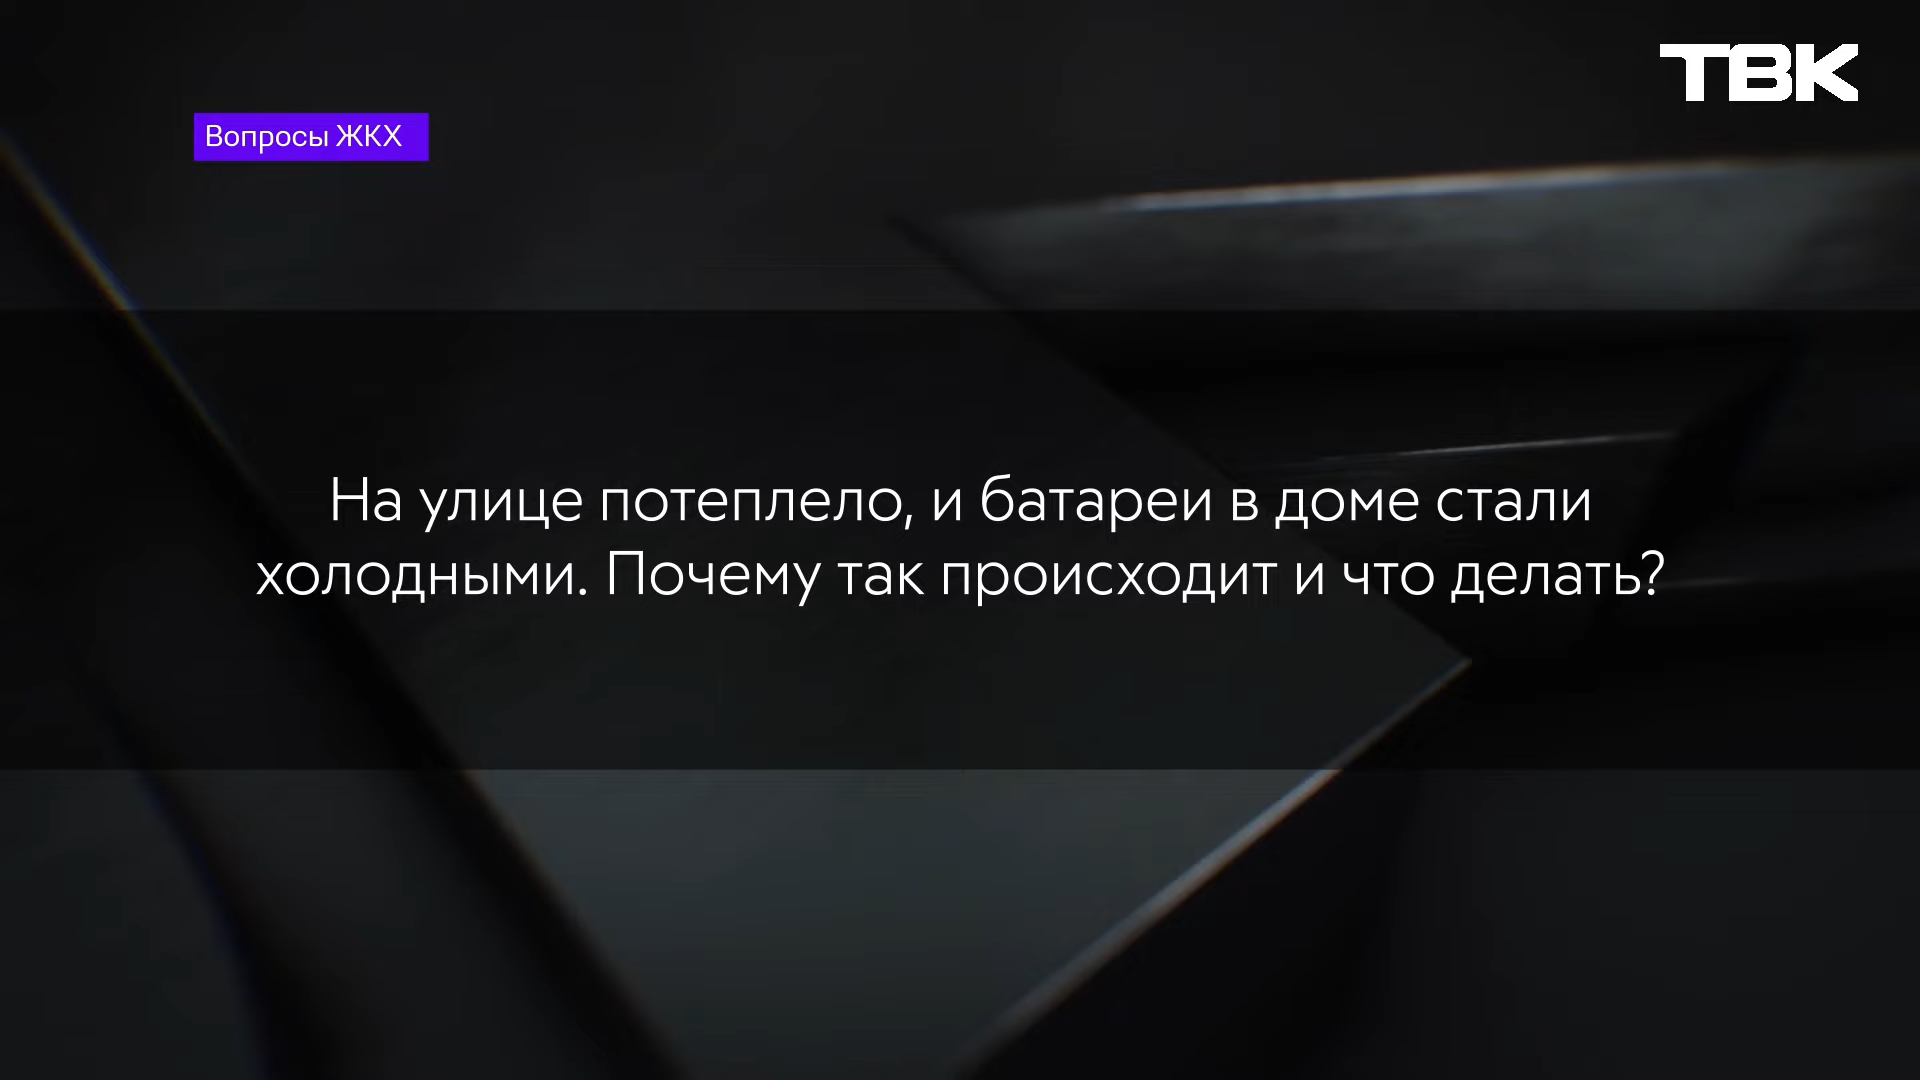 ТВК
Вопросы ЖКХ
На улице потеплело, и батареи в доме стали
холодными. Почему так происходит и что делать?